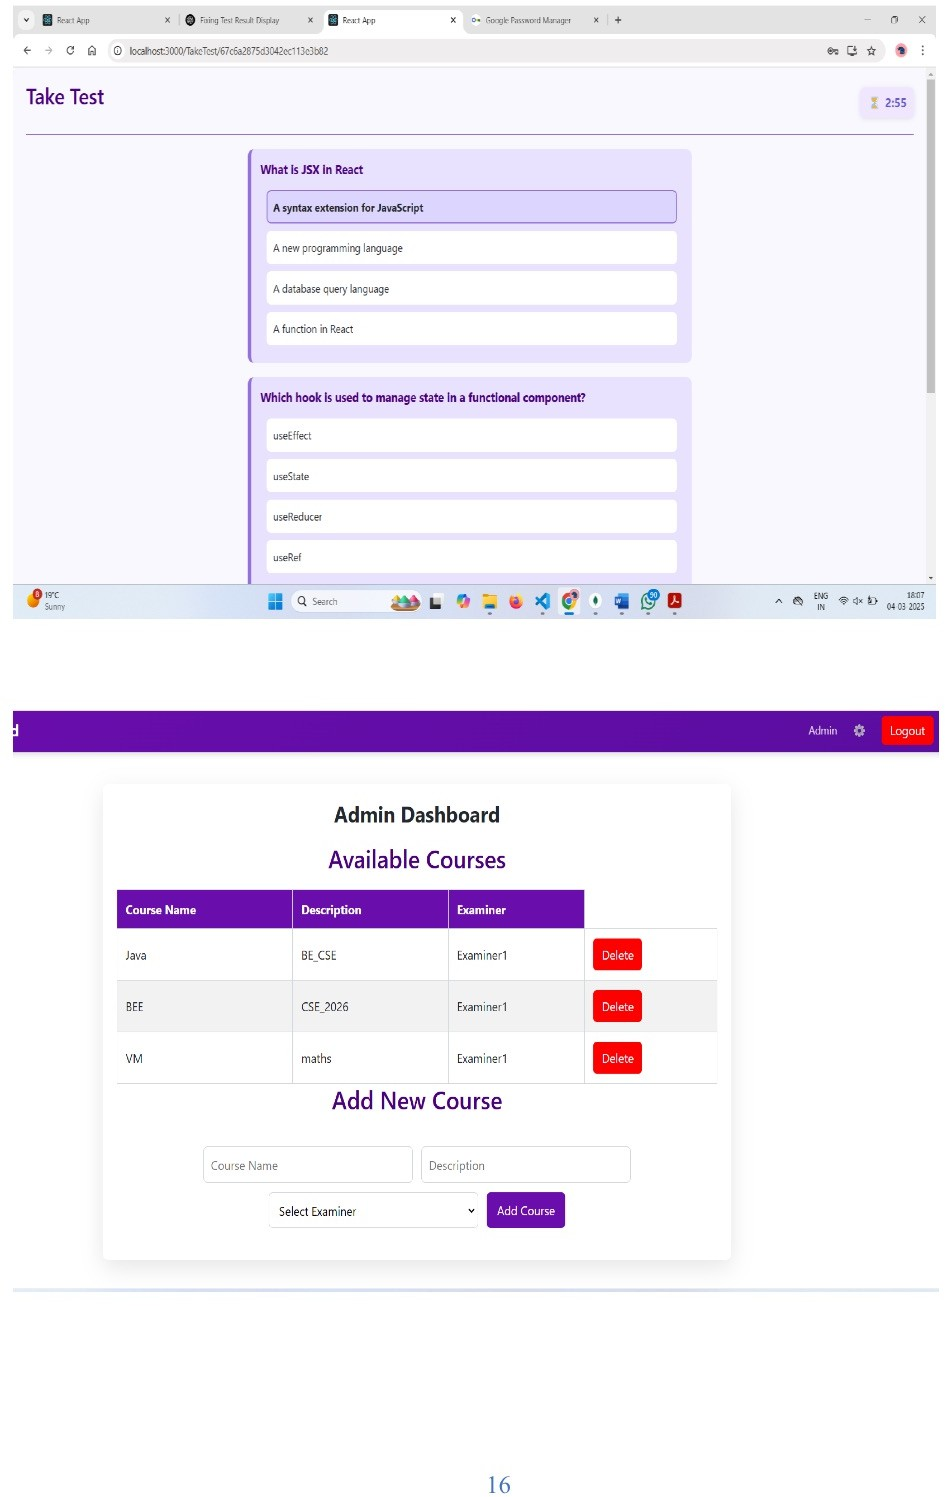 React App
Fixing Test Result Display
React App
Google Password Manager
localhost:3000/TakeTest/67c6a2875d3042ec113e3b82
Take Test
2:55
What is JSX in React
A syntax extension for JavaScript
A new programming language
A database query language
A function in React
Which hook is used to manage state in a functional component?
useEffect
useState
useReducer
useRef
19°C
Sunny
Search
90
ENG
IN
18:07
04-03-2025
d
Admin
Logout
Admin Dashboard
Available Courses
Course Name Description Examiner
Java BE_CSE Examiner1 Delete
BEE CSE_2026 Examiner1 Delete
VM maths Examiner1 Delete
Add New Course
Course Name Description
Select Examiner Add Course
16